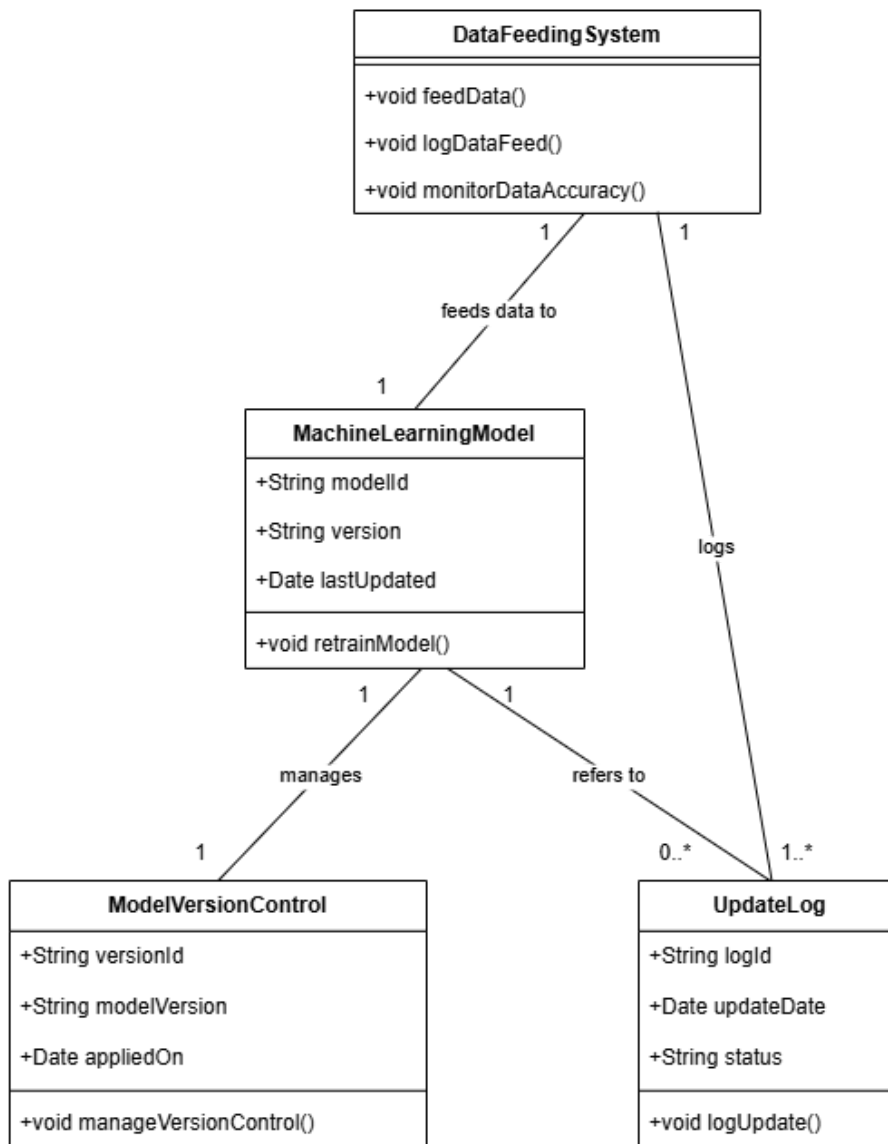 DataFeedingSystem
+void feedData()
+void logDataFeed()
+void monitorDataAccuracy()
1
1
feeds data to
1
MachineLearningModel
+String modelId
+String version
+Date lastUpdated
+void retrainModel()
logs
1
1
manages
refers to
1
0..*
1..*
ModelVersionControl
+String versionId
+String modelVersion
+Date appliedOn
+void manageVersionControl()
UpdateLog
+String logId
+Date updateDate
+String status
+void logUpdate()